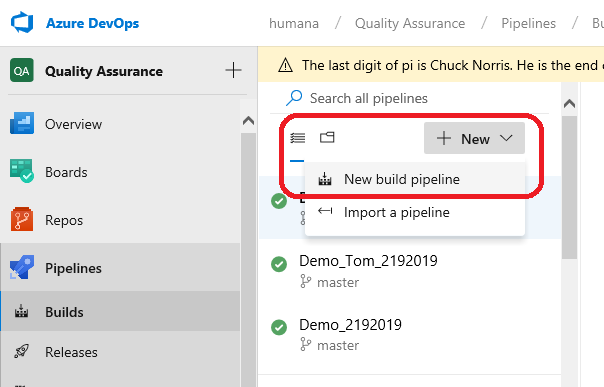 Azure DevOps
humana / Quality Assurance / Pipelines /
QA Quality Assurance
The last digit of pi is Chuck Norris. He is the end
Search all pipelines
New
New build pipeline
Import a pipeline
Demo_Tom_2192019
master
Demo_2192019
master
Overview
Boards
Repos
Pipelines
Builds
Releases